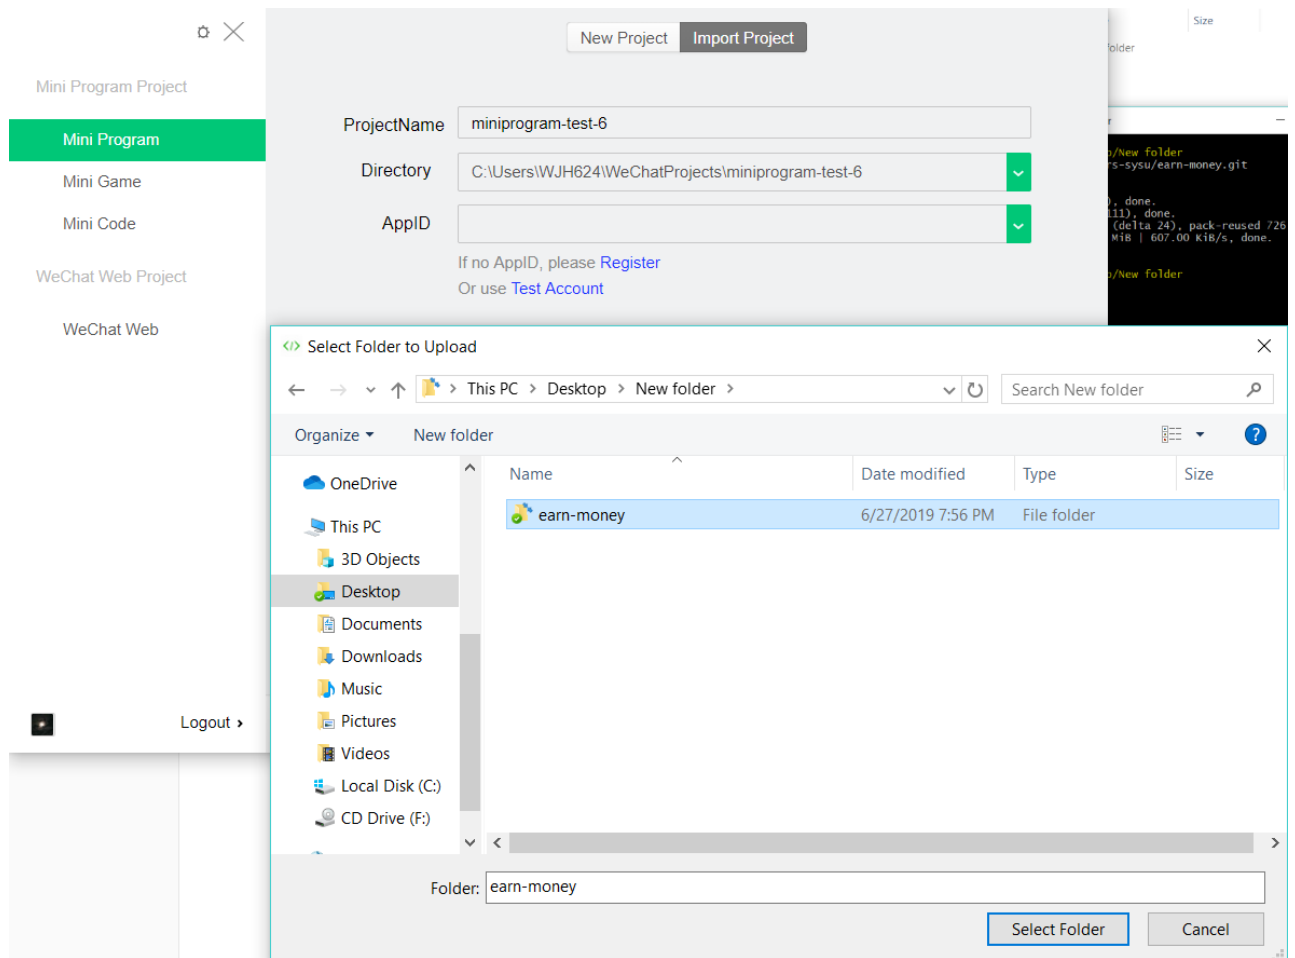 New Project
Import Project
Size
Mini Program Project
ProjectName
miniprogram-test-6
Mini Program
Directory
C:\Users\WJH624\WeChatProjects\miniprogram-test-6
/New folder
rs-sysu/earn-money.git
Mini Game
Mini Code
AppID
), done.
111), done.
(delta 24), pack-reused 726
MiB | 607.00 KiB/s, done.
If no AppID, please Register
Or use Test Account
/New folder
WeChat Web Project
WeChat Web
Select Folder to Upload
This PC > Desktop > New folder >
Search New folder
Organize
New folder
?
Name
Date modified
Type
Size
earn-money
6/27/2019 7:56 PM
File folder
OneDrive
This PC
3D Objects
Desktop
Documents
Downloads
Music
Pictures
Videos
Local Disk (C:)
CD Drive (F:)
Logout >
Folder:
earn-money
Select Folder
Cancel